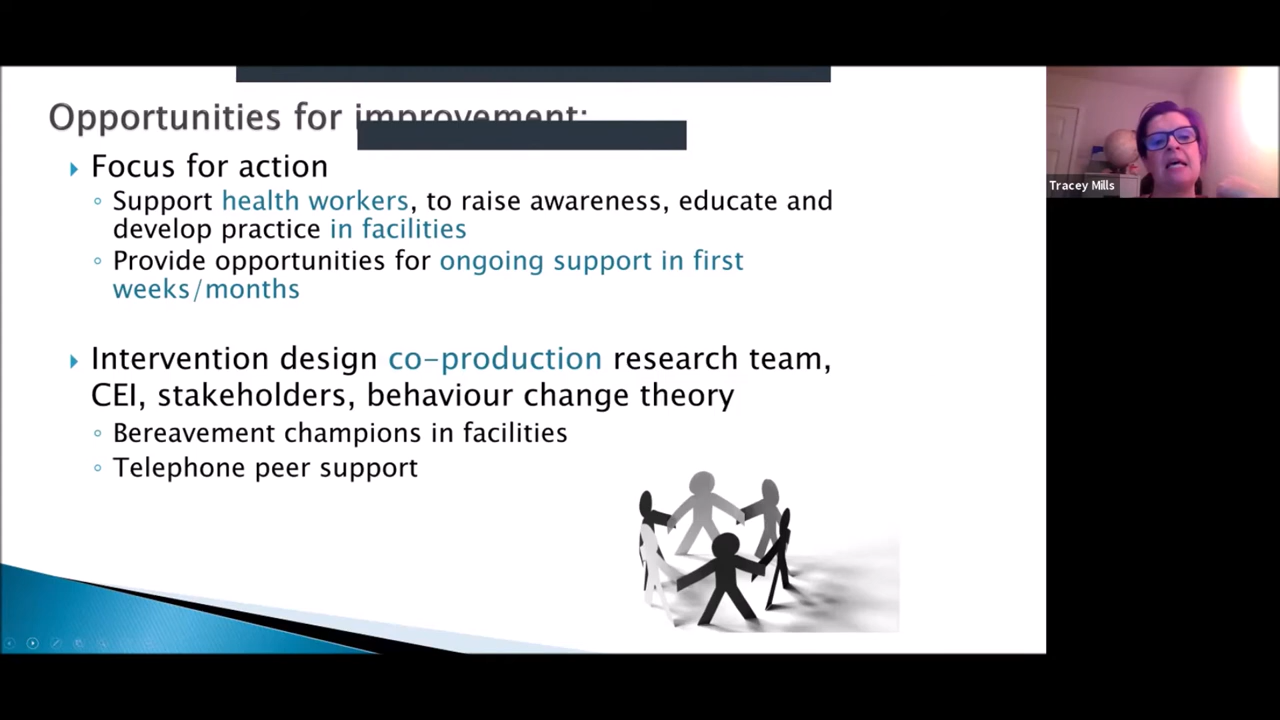 Opportunities for improvement:
Focus for action
Support health workers, to raise awareness, educate and
develop practice in facilities
Provide opportunities for ongoing support in first
weeks/months
Intervention design co-production research team,
CEI, stakeholders, behaviour change theory
Bereavement champions in facilities
Telephone peer support
Tracey Mills